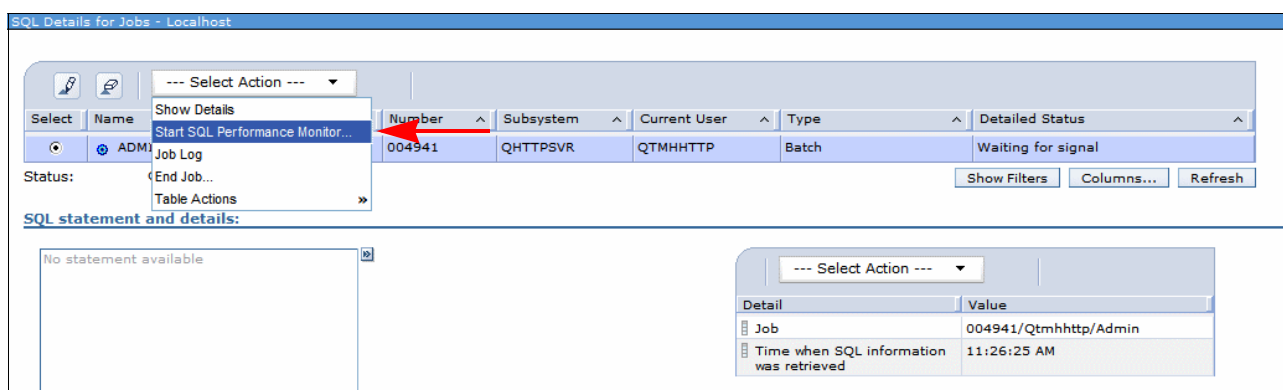 SQL Details for Jobs - Localhost
--- Select Action ---
Show Details
Select Name Number Subsystem Current User Type Detailed Status
Start SQL Performance Monitor...
ADMI 004941 QHTTPSVR QTMHHTTP Batch Waiting for signal
Job Log
Status: End Job... Show Filters Columns... Refresh
Table Actions »
SQL statement and details:
No statement available
--- Select Action ---
Detail Value
Job 004941/Qtmhhttp/Admin
Time when SQL information 11:26:25 AM
was retrieved